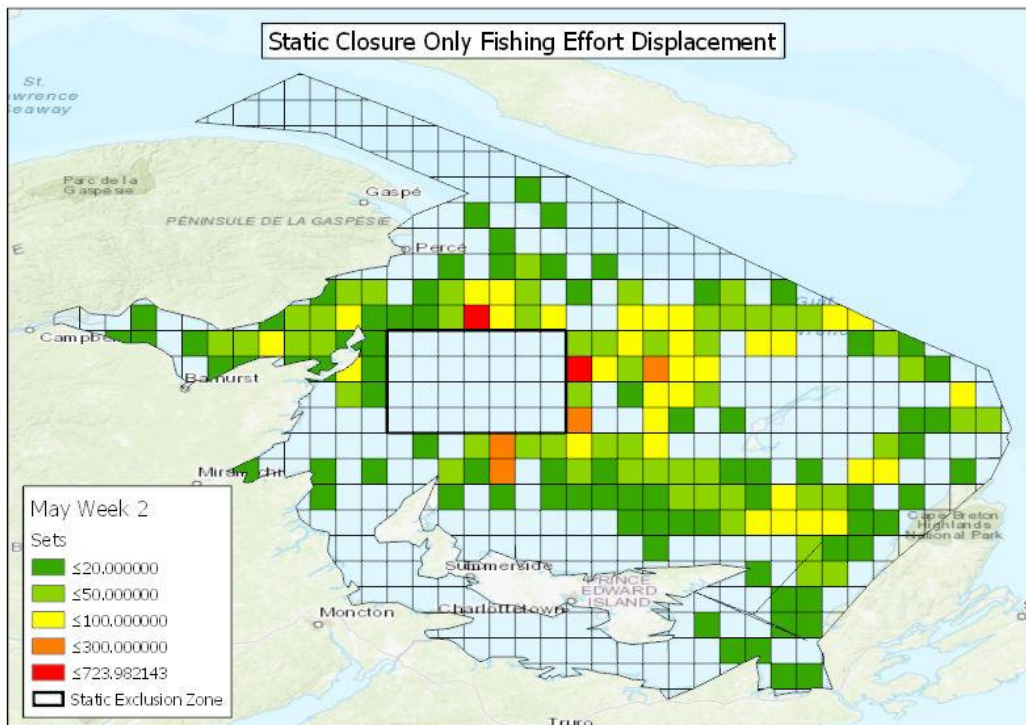 Static Closure Only Fishing Effort Displacement
St.
awrence
Seaway
Parc de la
Gaspésie
Gaspé
PÉNINSULE DE LA GASPÉSIE
Percé
Gulf
Campbe
Bathurst
Miramichi
May Week 2
Sets
≤20.000000
≤50.000000
≤100.000000
≤300.000000
≤723.982143
Static Exclusion Zone
Cape Breton
Highlands
National Park
Summerside
PRINCE
EDWARD
ISLAND
Charlottetown
Moncton
Truro